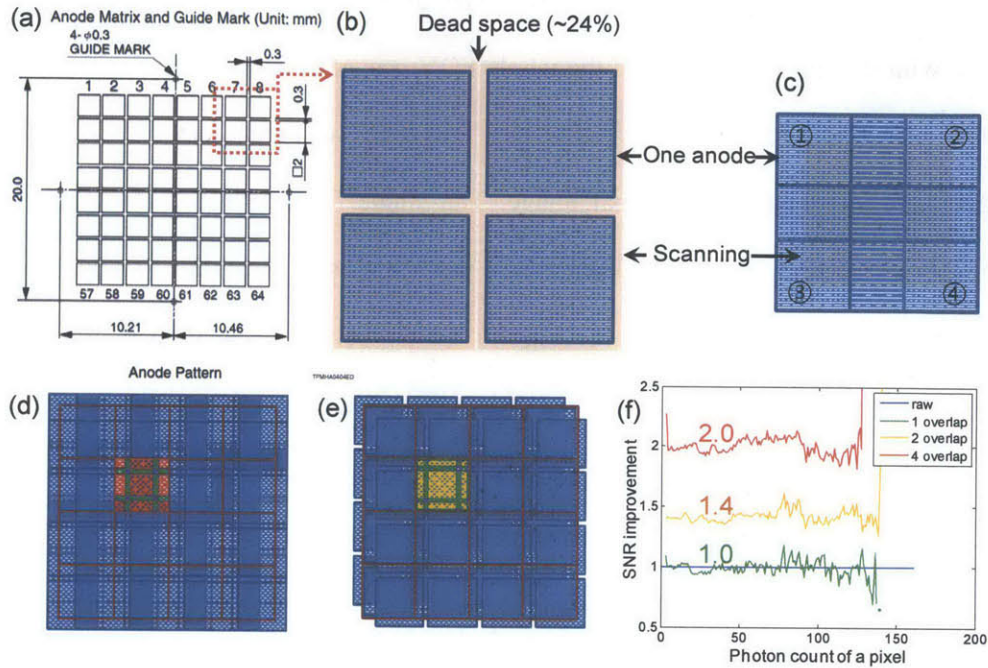 (a)
Anode Matrix and Guide Mark (Unit: mm)
4- φ0.3
GUIDE MARK
0.3
1 2 3 4 5 6 7 8
0.3
□2
20.0
57 58 59 60 61 62 63 64
10.21
10.46
Anode Pattern
TPMHA0404ED
(b)
Dead space (~24%)
One anode
Scanning
(c)
①
②
③
④
(d)
(e)
(f)
2.5
2
1.5
1
0.5
SNR improvement
2.0
1.4
1.0
raw
1 overlap
2 overlap
4 overlap
0 50 100 150 200
Photon count of a pixel